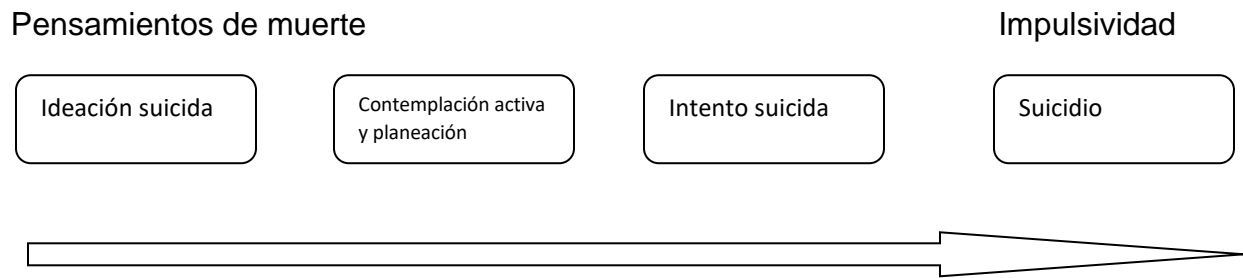 Pensamientos de muerte
Impulsividad
Ideación suicida
Contemplación activa
y planeación
Intento suicida
Suicidio